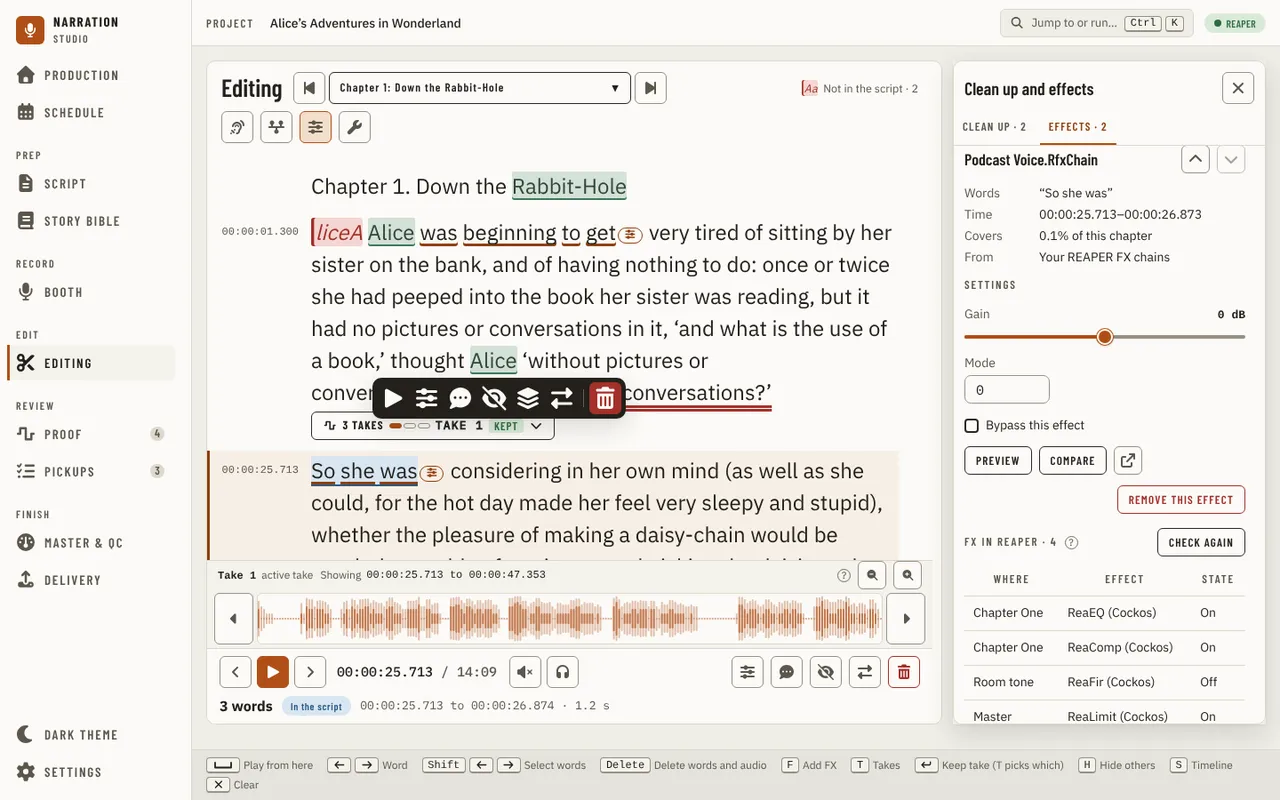 NARRATION
STUDIO
PRODUCTION
SCHEDULE
PREP
SCRIPT
STORY BIBLE
RECORD
BOOTH
EDIT
EDITING
REVIEW
PROOF 4
PICKUPS 3
FINISH
MASTER & QC
DELIVERY
DARK THEME
SETTINGS
PROJECT Alice's Adventures in Wonderland
Jump to or run... Ctrl K
REAPER
Editing
Chapter 1: Down the Rabbit-Hole
Aa Not in the script · 2
Chapter 1. Down the Rabbit-Hole
00:00:01.300 liceA Alice was beginning to get very tired of sitting by her
sister on the bank, and of having nothing to do: once or twice
she had peeped into the book her sister was reading, but it
had no pictures or conversations in it, ‘and what is the use of
a book,’ thought Alice ‘without pictures or
conver conversations?’
3 TAKES TAKE 1 KEPT
00:00:25.713 So she was considering in her own mind (as well as she
could, for the hot day made her feel very sleepy and stupid),
whether the pleasure of making a daisy-chain would be
Take 1 active take Showing 00:00:25.713 to 00:00:47.353
00:00:25.713 / 14:09
3 words In the script 00:00:25.713 to 00:00:26.874 · 1.2 s
Clean up and effects
CLEAN UP · 2 EFFECTS · 2
Podcast Voice.RfxChain
Words “So she was”
Time 00:00:25.713–00:00:26.873
Covers 0.1% of this chapter
From Your REAPER FX chains
SETTINGS
Gain 0 dB
Mode
0
Bypass this effect
PREVIEW COMPARE
REMOVE THIS EFFECT
FX IN REAPER · 4 ? CHECK AGAIN
WHERE EFFECT STATE
Chapter One ReaEQ (Cockos) On
Chapter One ReaComp (Cockos) On
Room tone ReaFir (Cockos) Off
Master ReaLimit (Cockos) On
Play from here ← → Word Shift ← → Select words Delete Delete words and audio F Add FX T Takes Keep take (T picks which) H Hide others S Timeline
X Clear